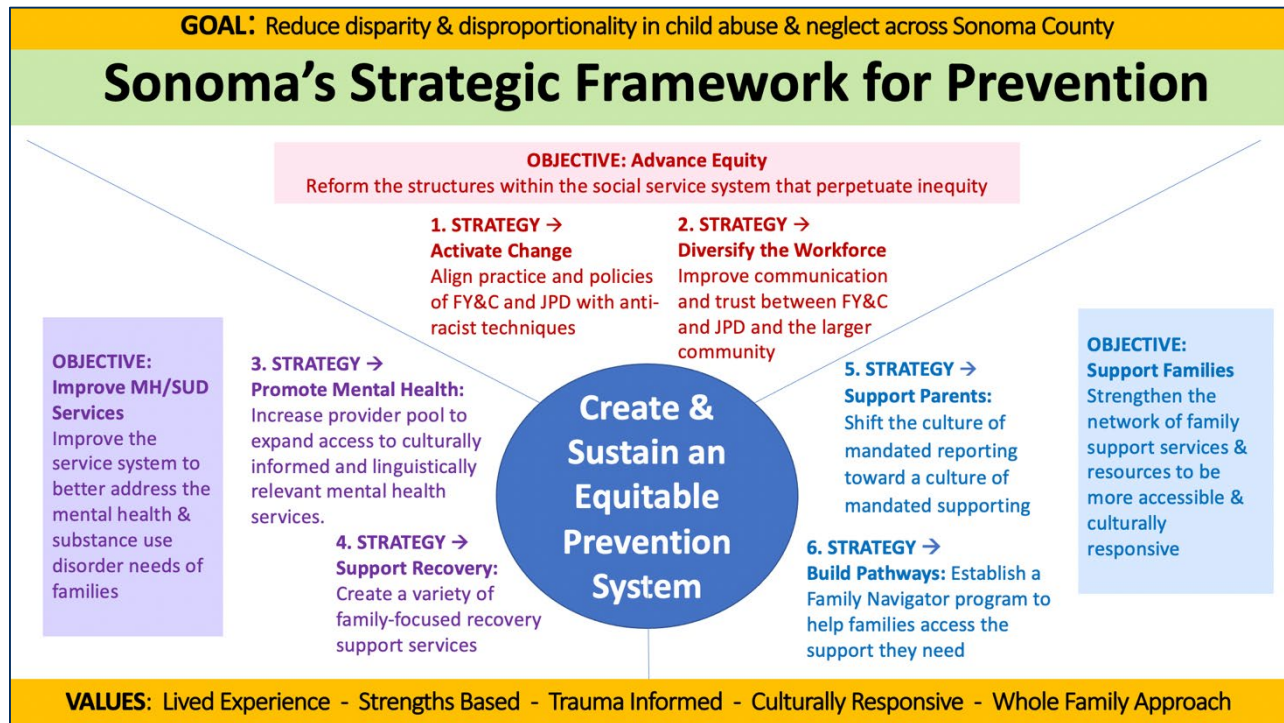 GOAL: Reduce disparity & disproportionality in child abuse & neglect across Sonoma County
Sonoma's Strategic Framework for Prevention
OBJECTIVE: Advance Equity
Reform the structures within the social service system that perpetuate inequity
1. STRATEGY →
Activate Change
Align practice and policies
of FY&C and JPD with anti-
racist techniques
2. STRATEGY →
Diversify the Workforce
Improve communication
and trust between FY&C
and JPD and the larger
community
OBJECTIVE:
Improve MH/SUD
Services
Improve the
service system to
better address the
mental health &
substance use
disorder needs of
families
3. STRATEGY →
Promote Mental Health:
Increase provider pool to
expand access to culturally
informed and linguistically
relevant mental health
services.
4. STRATEGY →
Support Recovery:
Create a variety of
family-focused recovery
support services
Create &
Sustain an
Equitable
Prevention
System
5. STRATEGY →
Support Parents:
Shift the culture of
mandated reporting
toward a culture of
mandated supporting
6. STRATEGY →
Build Pathways: Establish a
Family Navigator program to
help families access the
support they need
OBJECTIVE:
Support Families
Strengthen the
network of family
support services &
resources to be
more accessible &
culturally
responsive
VALUES: Lived Experience - Strengths Based - Trauma Informed - Culturally Responsive - Whole Family Approach